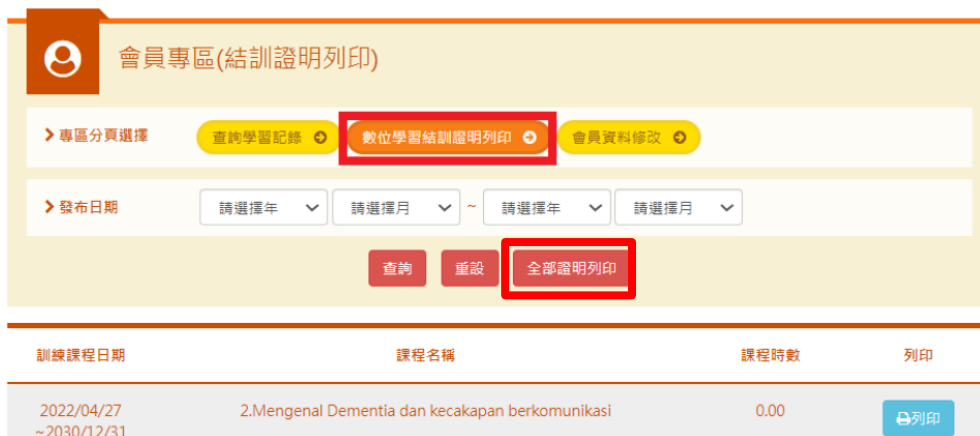 會員專區(結訓證明列印)
專區分頁選擇 查詢學習記錄 數位學習結訓證明列印 會員資料修改
發布日期 請選擇年 請選擇月 ~ 請選擇年 請選擇月
查詢 重設 全部證明列印
訓練課程日期 課程名稱 課程時數 列印
2022/04/27 2.Mengenal Dementia dan kecakapan berkomunikasi 0.00 列印
~2030/12/31